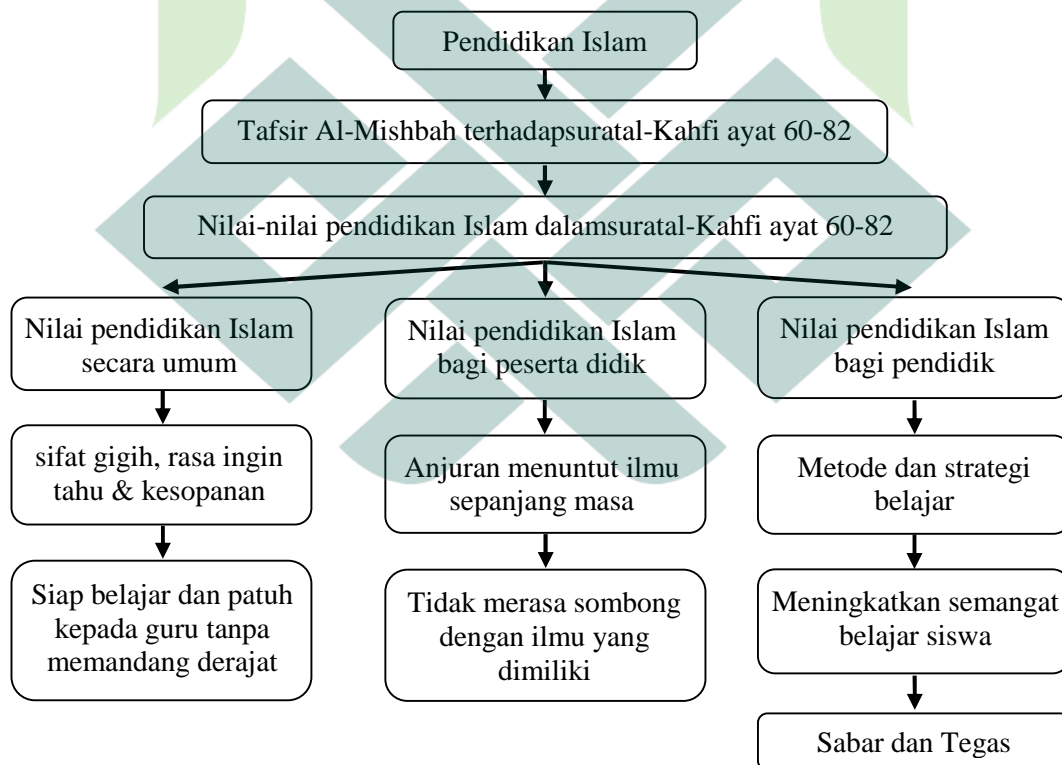 Pendidikan Islam
Tafsir Al-Mishbah terhadapsuratal-Kahfi ayat 60-82
Nilai-nilai pendidikan Islam dalamsuratal-Kahfi ayat 60-82
Nilai pendidikan Islam
secara umum
Nilai pendidikan Islam
bagi peserta didik
Nilai pendidikan Islam
bagi pendidik
sifat gigih, rasa ingin
tahu & kesopanan
Anjuran menuntut ilmu
sepanjang masa
Metode dan strategi
belajar
Siap belajar dan patuh
kepada guru tanpa
memandang derajat
Tidak merasa sombong
dengan ilmu yang
dimiliki
Meningkatkan semangat
belajar siswa
Sabar dan Tegas